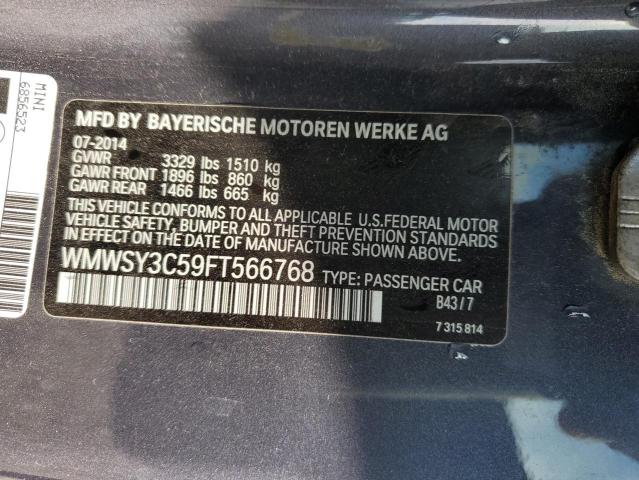 MINI
6856523
MFD BY BAYERISCHE MOTOREN WERKE AG
07-2014
GVWR 3329 lbs 1510 kg
GAWR FRONT 1896 lbs 860 kg
GAWR REAR 1466 lbs 665 kg
THIS VEHICLE CONFORMS TO ALL APPLICABLE U.S.FEDERAL MOTOR
VEHICLE SAFETY, BUMPER AND THEFT PREVENTION STANDARDS
IN EFFECT ON THE DATE OF MANUFACTURE SHOWN ABOVE.
WMWSY3C59FT566768 TYPE: PASSENGER CAR
B43/7
7 315 814